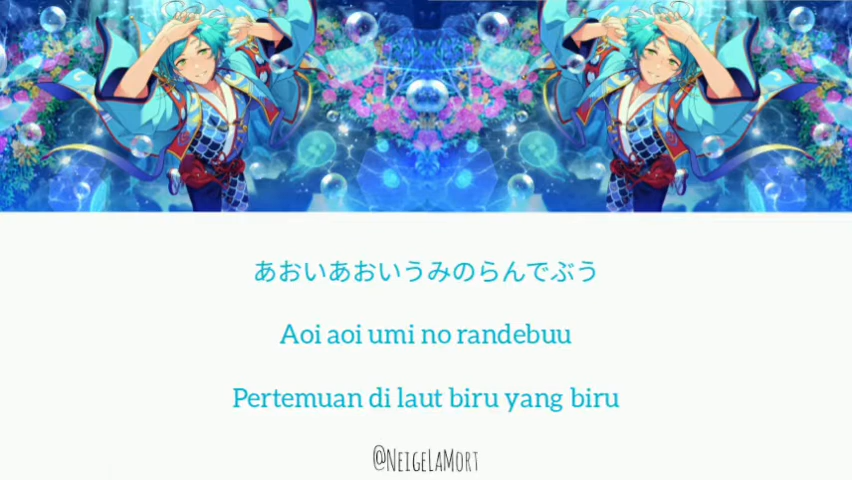 あおいあおいうみのらんでぶう
Aoi aoi umi no randebuu
Pertemuan di laut biru yang biru
@NeigeLaMort